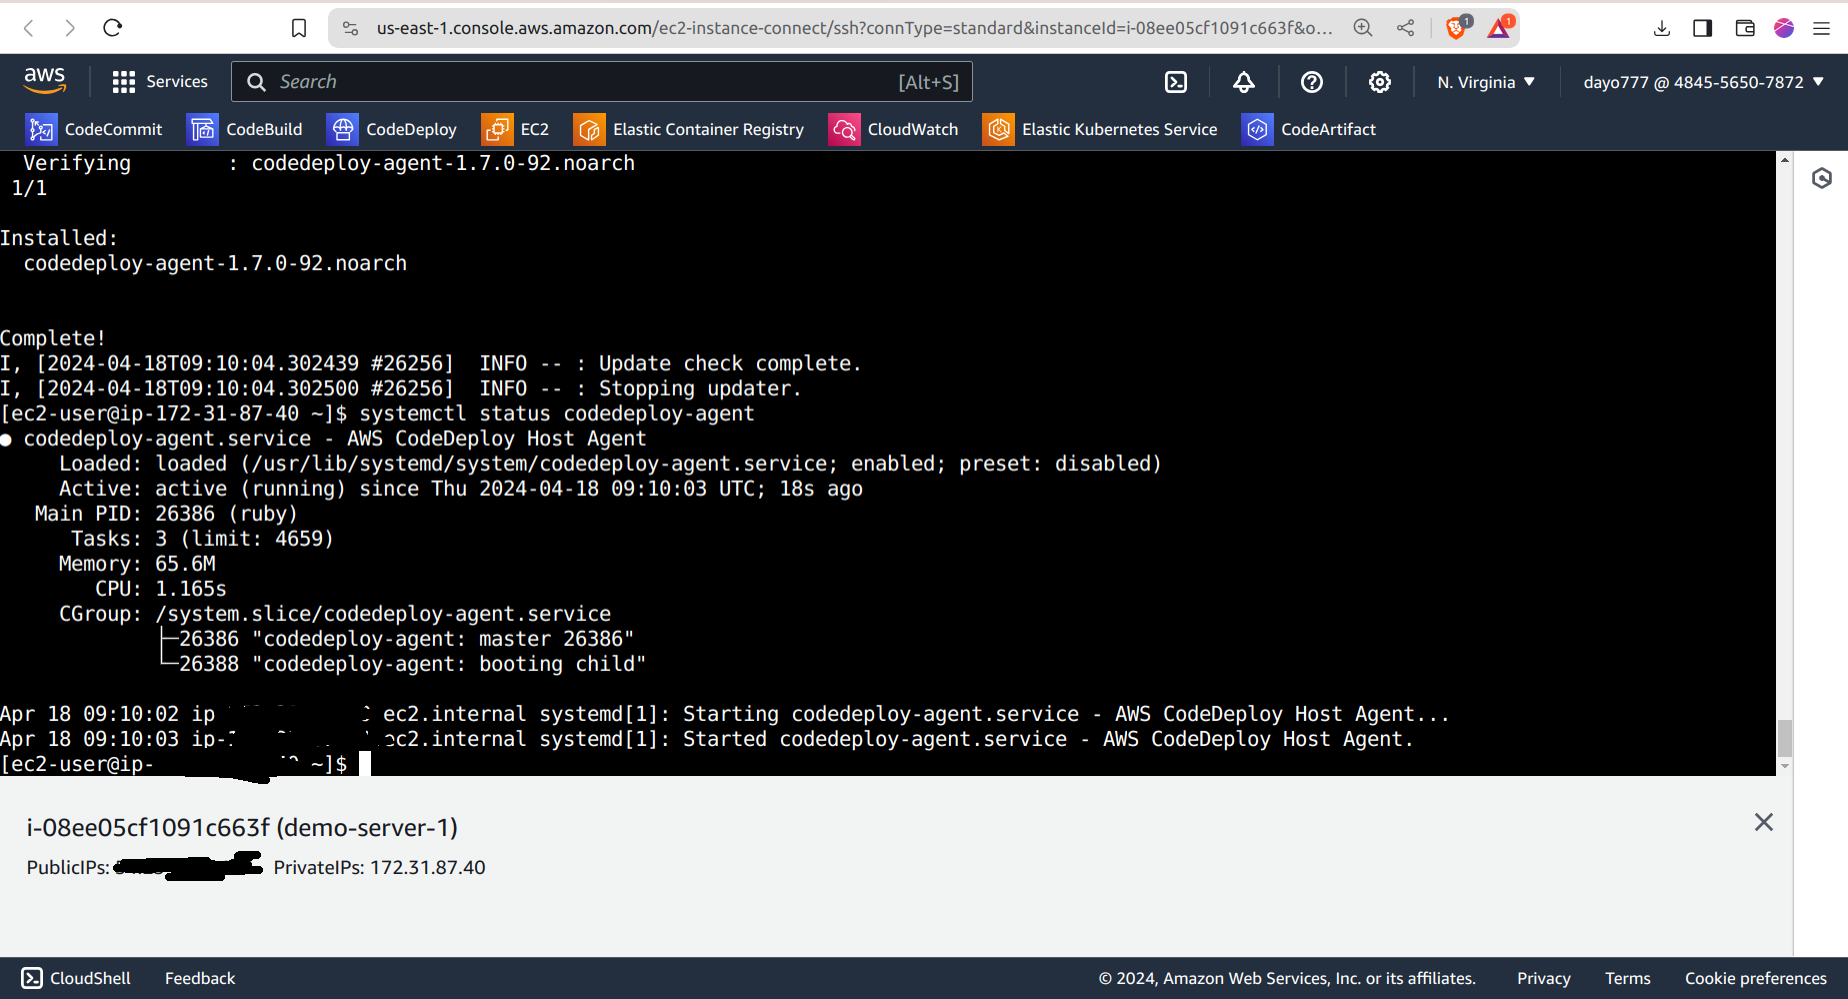 us-east-1.console.aws.amazon.com/ec2-instance-connect/ssh?connType=standard&instanceId=i-08ee05cf1091c663f&o...
1
1
aws
Services
Search
[Alt+S]
N. Virginia
dayo777 @ 4845-5650-7872
CodeCommit
CodeBuild
CodeDeploy
EC2
Elastic Container Registry
CloudWatch
Elastic Kubernetes Service
CodeArtifact
Verifying : codedeploy-agent-1.7.0-92.noarch
1/1
Installed:
codedeploy-agent-1.7.0-92.noarch
Complete!
I, [2024-04-18T09:10:04.302439 #26256] INFO -- : Update check complete.
I, [2024-04-18T09:10:04.302500 #26256] INFO -- : Stopping updater.
[ec2-user@ip-172-31-87-40 ~]$ systemctl status codedeploy-agent
● codedeploy-agent.service - AWS CodeDeploy Host Agent
Loaded: loaded (/usr/lib/systemd/system/codedeploy-agent.service; enabled; preset: disabled)
Active: active (running) since Thu 2024-04-18 09:10:03 UTC; 18s ago
Main PID: 26386 (ruby)
Tasks: 3 (limit: 4659)
Memory: 65.6M
CPU: 1.165s
CGroup: /system.slice/codedeploy-agent.service
├─26386 "codedeploy-agent: master 26386"
└─26388 "codedeploy-agent: booting child"
Apr 18 09:10:02 ip ec2.internal systemd[1]: Starting codedeploy-agent.service - AWS CodeDeploy Host Agent...
Apr 18 09:10:03 ip- ec2.internal systemd[1]: Started codedeploy-agent.service - AWS CodeDeploy Host Agent.
[ec2-user@ip- ~]$
i-08ee05cf1091c663f (demo-server-1)
PublicIPs: PrivateIPs: 172.31.87.40
CloudShell
Feedback
© 2024, Amazon Web Services, Inc. or its affiliates.
Privacy
Terms
Cookie preferences